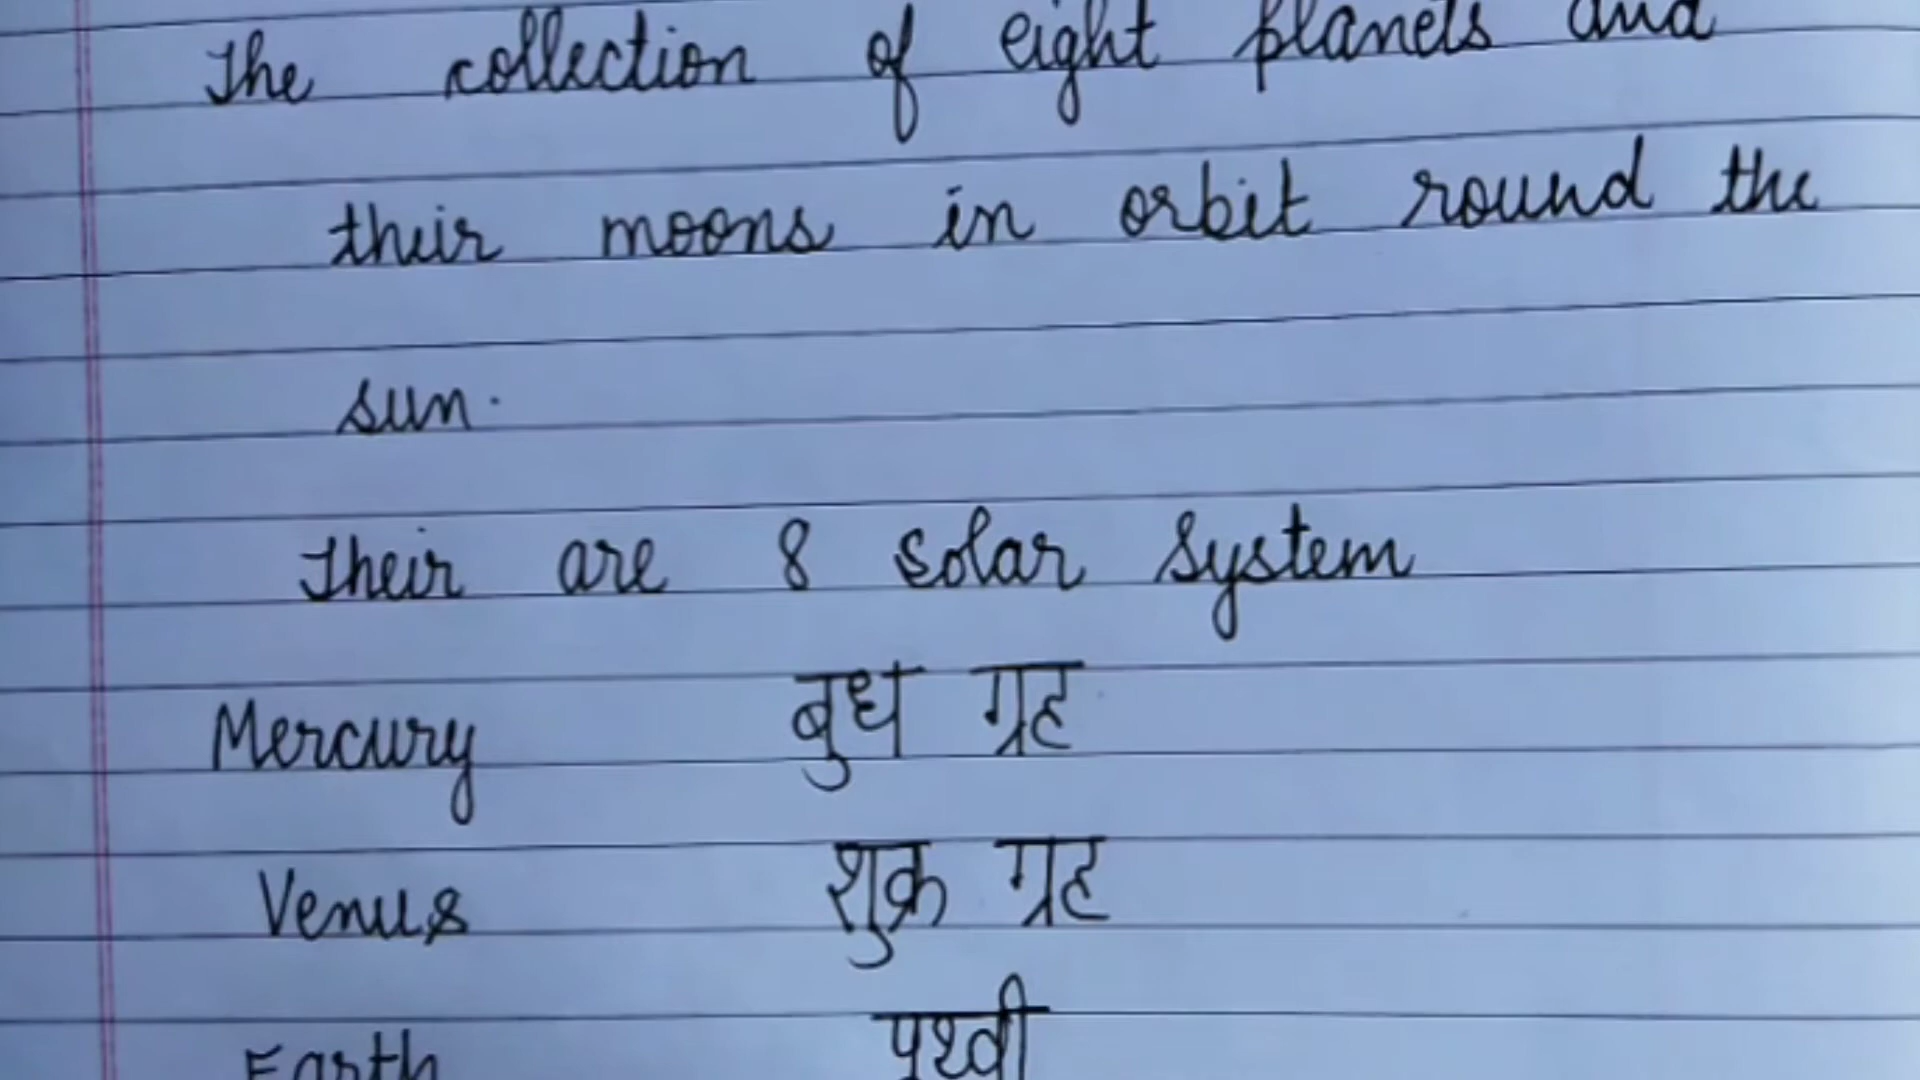 The collection of eight planets and
their moons in orbit round the
sun.
Their are 8 solar system
Mercury बुध ग्रह
Venus शुक्र ग्रह
Earth पृथ्वी